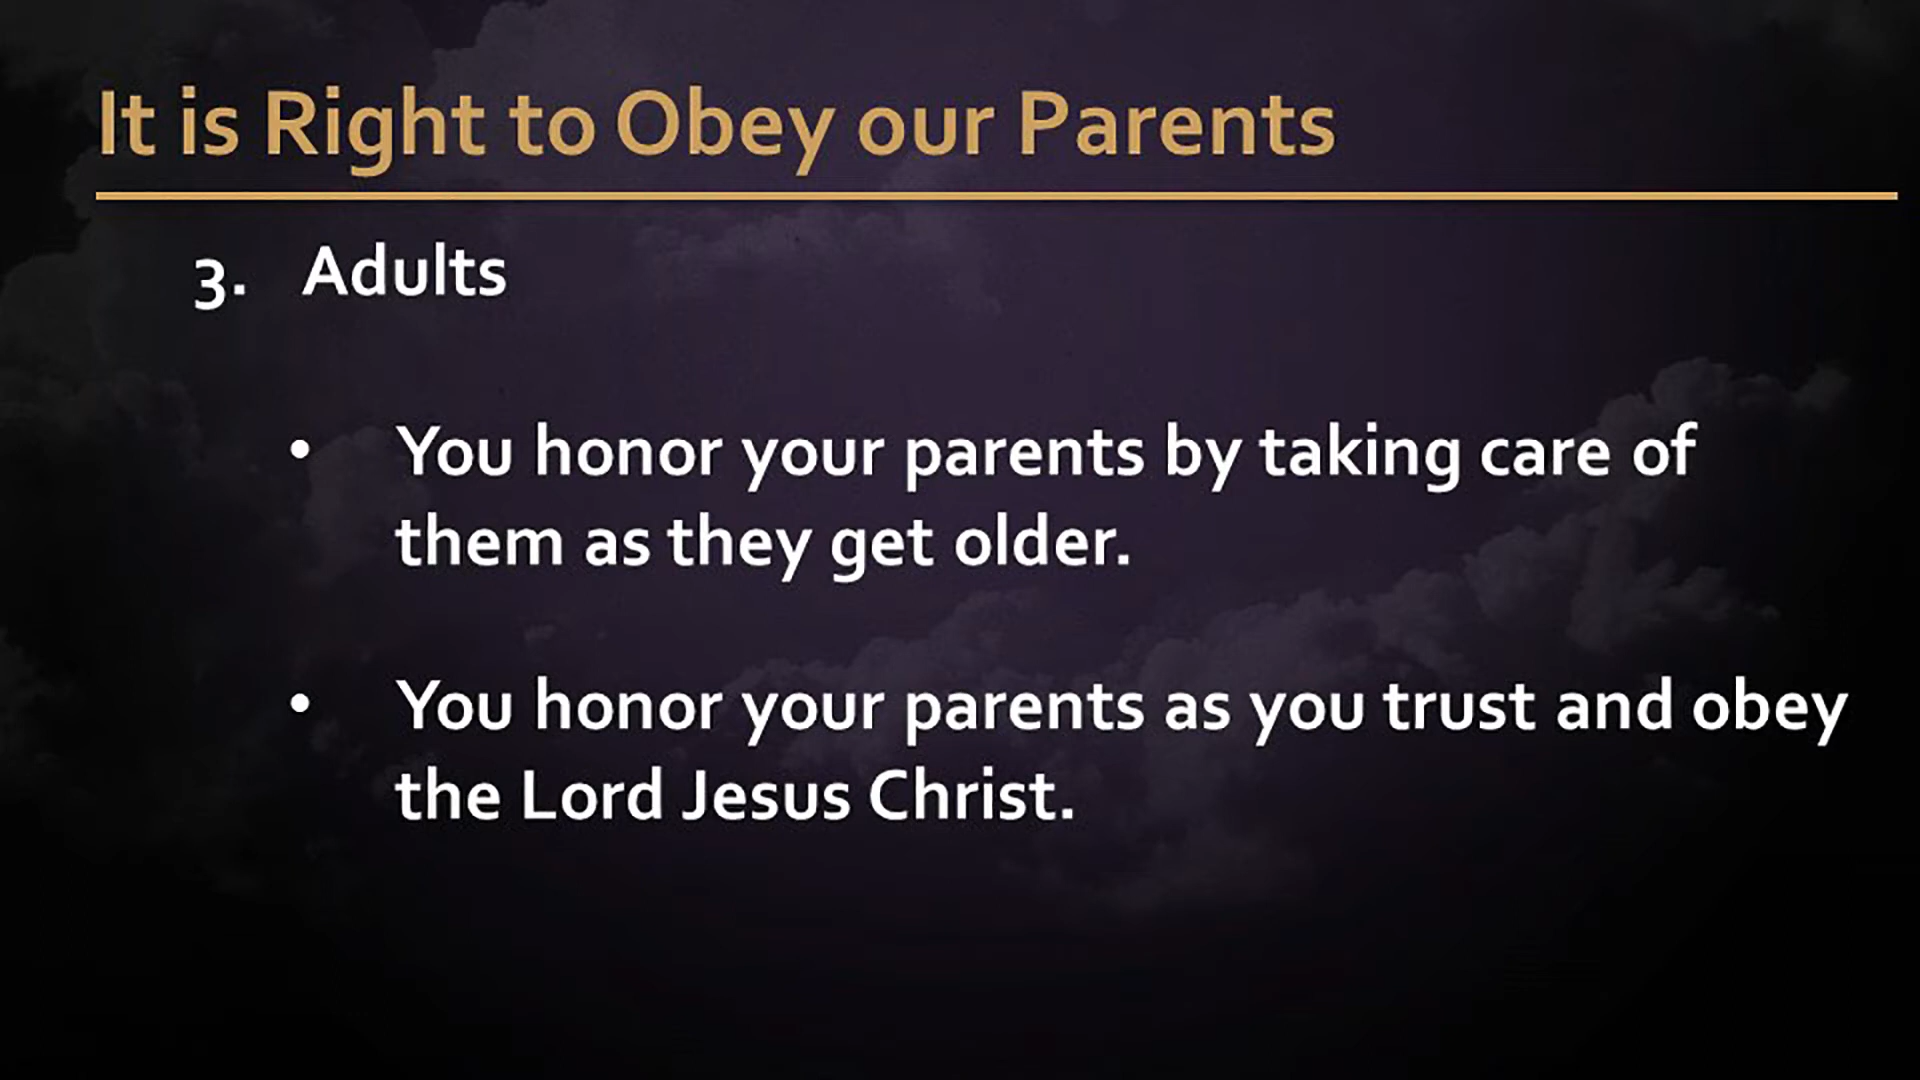 It is Right to Obey our Parents
3. Adults
• You honor your parents by taking care of
them as they get older.
• You honor your parents as you trust and obey
the Lord Jesus Christ.